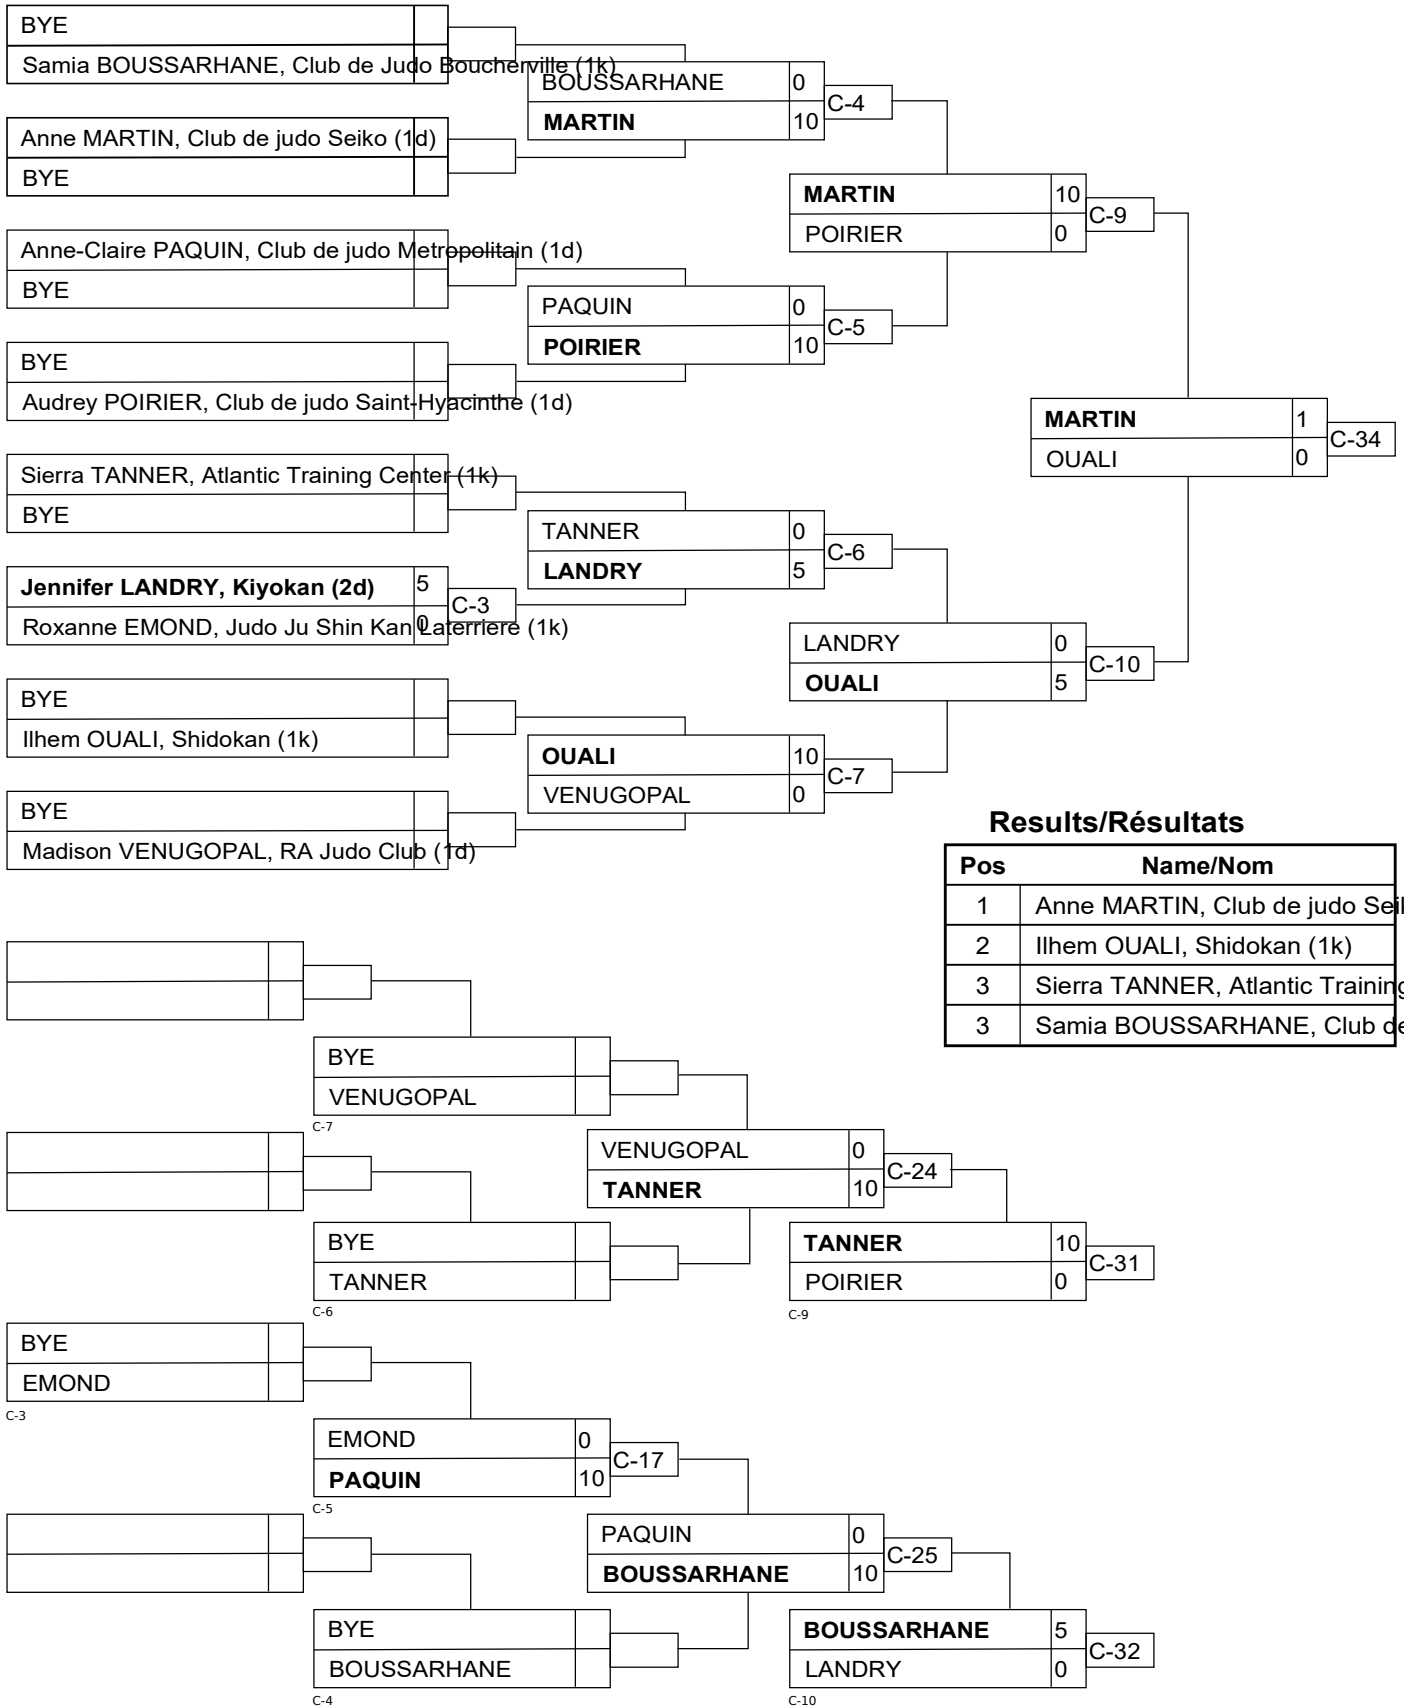 BYE
Samia BOUSSARHANE, Club de Judo Boucherville (1k)
BOUSSARHANE 0
MARTIN 10
C-4
Anne MARTIN, Club de judo Seiko (1d)
BYE
MARTIN 10
POIRIER 0
C-9
Anne-Claire PAQUIN, Club de judo Metropolitain (1d)
BYE
PAQUIN 0
POIRIER 10
C-5
BYE
Audrey POIRIER, Club de judo Saint-Hyacinthe (1d)
MARTIN 1
OUALI 0
C-34
Sierra TANNER, Atlantic Training Center (1k)
BYE
TANNER 0
LANDRY 5
C-6
Jennifer LANDRY, Kiyokan (2d) 5
Roxanne EMOND, Judo Ju Shin Kan Laterriere (1k) 0
C-3
LANDRY 0
OUALI 5
C-10
BYE
Ilhem OUALI, Shidokan (1k)
OUALI 10
VENUGOPAL 0
C-7
BYE
Madison VENUGOPAL, RA Judo Club (1d)
Results/Résultats
Pos Name/Nom
1 Anne MARTIN, Club de judo Sei
2 Ilhem OUALI, Shidokan (1k)
3 Sierra TANNER, Atlantic Training
3 Samia BOUSSARHANE, Club de
BYE
VENUGOPAL
C-7
VENUGOPAL 0
TANNER 10
C-24
BYE
TANNER
C-6
TANNER 10
POIRIER 0
C-31
C-9
BYE
EMOND
C-3
EMOND 0
PAQUIN 10
C-17
C-5
PAQUIN 0
BOUSSARHANE 10
C-25
BYE
BOUSSARHANE
C-4
BOUSSARHANE 5
LANDRY 0
C-32
C-10